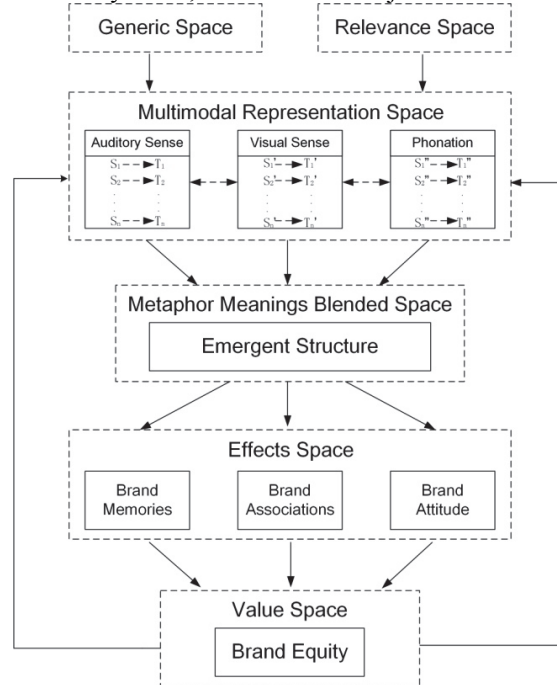 Generic Space
Relevance Space
Multimodal Representation Space
Auditory Sense
Visual Sense
Phonation
S₁ T₁
S₁' T₁'
S₁" T₁"
S₂ T₂
S₂' T₂'
S₂" T₂"
Sₙ Tₙ
Sₙ' Tₙ'
Sₙ" Tₙ"
Metaphor Meanings Blended Space
Emergent Structure
Effects Space
Brand
Memories
Brand
Associations
Brand
Attitude
Value Space
Brand Equity